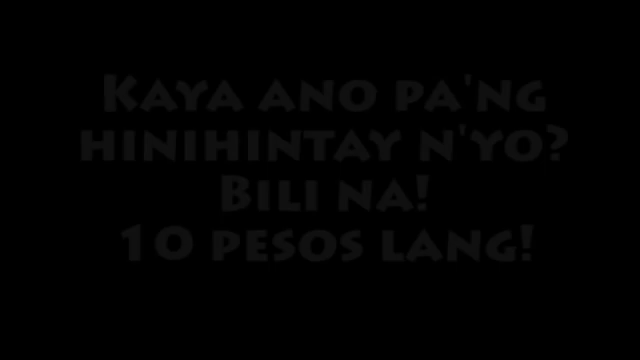 Kaya ano pa'ng
hinihintay n'yo?
Bili na!
10 pesos lang!